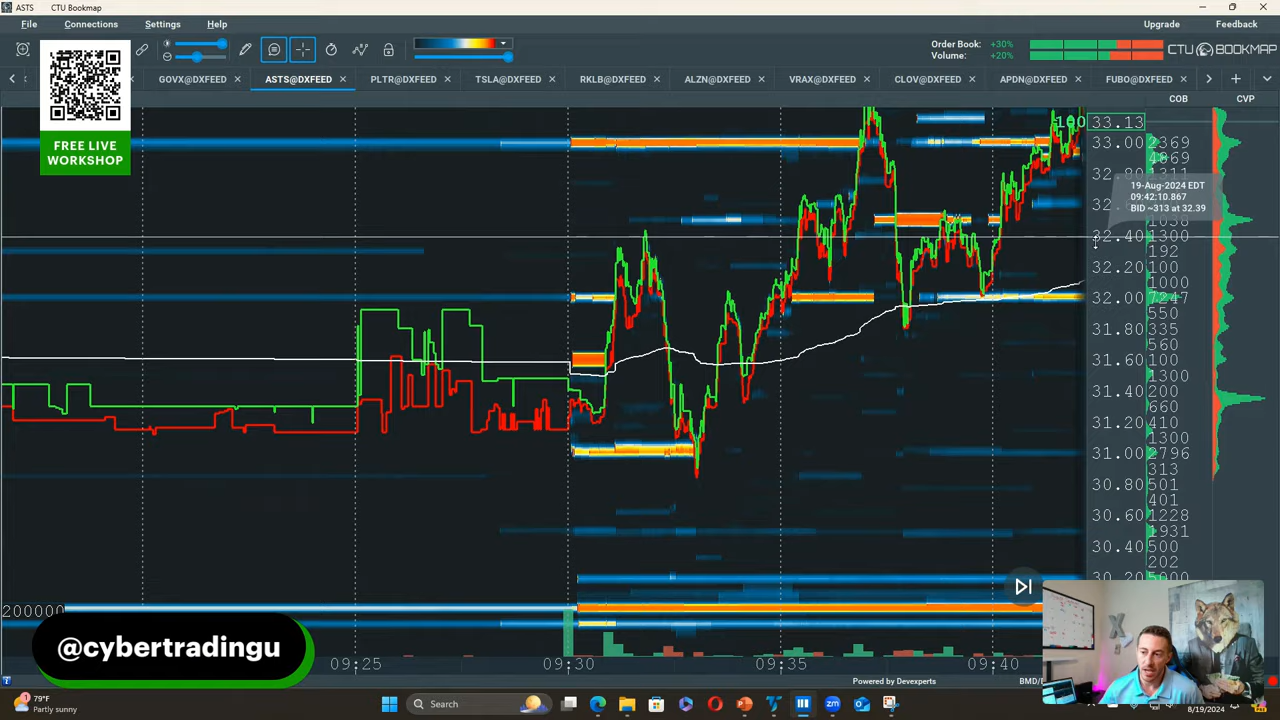 ASTS CTU Bookmap
File Connections Settings Help Upgrade Feedback
Order Book: +30%
Volume: +20%
CTU BOOKMAP
GOVX@DXFEED ASTS@DXFEED PLTR@DXFEED TSLA@DXFEED RKLB@DXFEED ALZN@DXFEED VRAX@DXFEED CLOV@DXFEED APDN@DXFEED FUBO@DXFEED
COB CVP
FREE LIVE
WORKSHOP
100 33.13
33.00 2369
4869
1311
19-Aug-2024 EDT
09:42:10.867
BID ~313 at 32.39
32.40 1300
192
32.20 100
1000
32.00 7247
550
31.80 335
560
31.60 100
1300
31.40 200
660
31.20 410
1300
31.00 2796
313
30.80 501
401
30.60 1228
1931
30.40 500
202
200000
@cybertradingu
09:25 09:30 09:35 09:40
Powered by Devexperts
79°F
Partly sunny
Search
8/19/2024